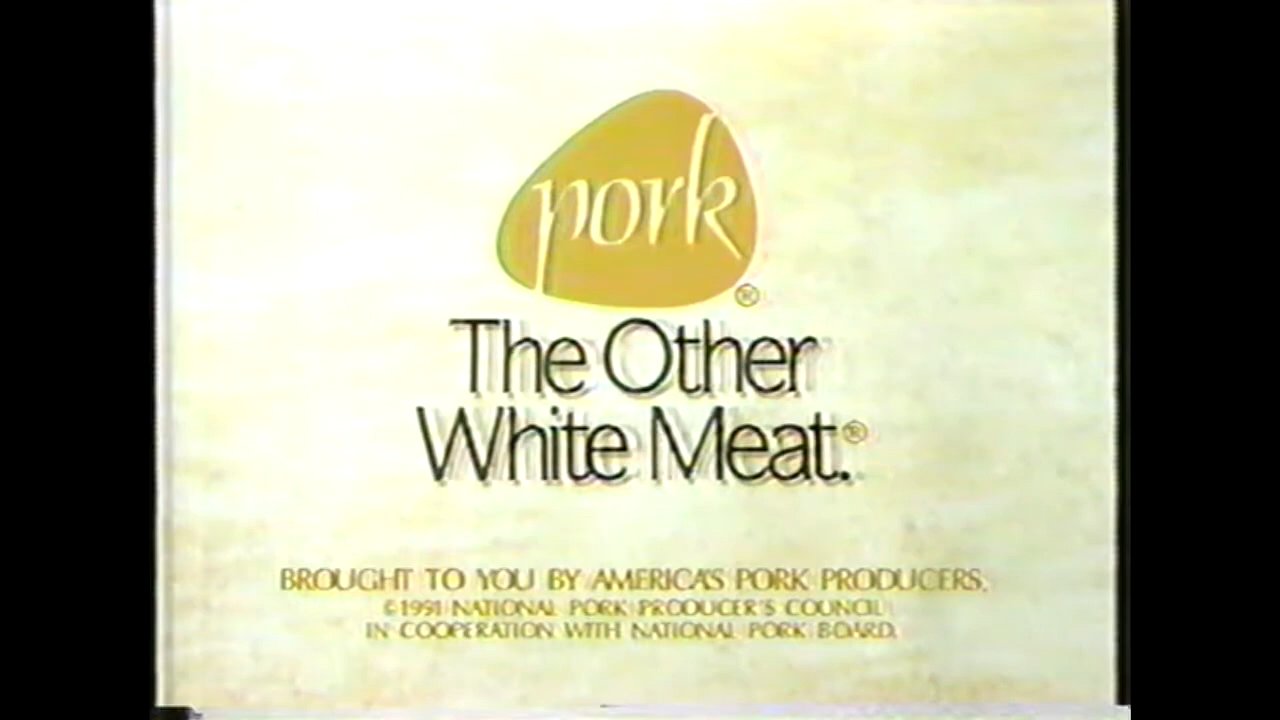 pork®
The Other
White Meat.®
BROUGHT TO YOU BY AMERICA'S PORK PRODUCERS.
©1991 NATIONAL PORK PRODUCER'S COUNCIL
IN COOPERATION WITH NATIONAL PORK BOARD.